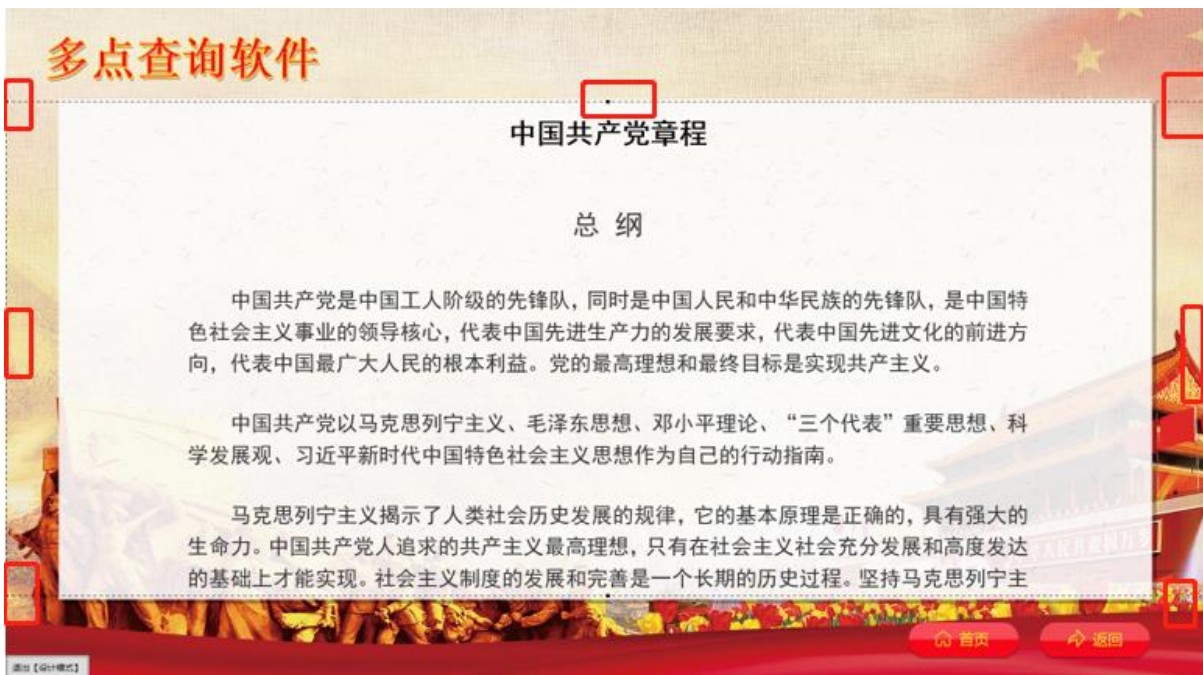 多点查询软件
中国共产党章程
总 纲
中国共产党是中国工人阶级的先锋队，同时是中国人民和中华民族的先锋队，是中国特
色社会主义事业的领导核心，代表中国先进生产力的发展要求，代表中国先进文化的前进方
向，代表中国最广大人民的根本利益。党的最高理想和最终目标是实现共产主义。
中国共产党以马克思列宁主义、毛泽东思想、邓小平理论、“三个代表”重要思想、科
学发展观、习近平新时代中国特色社会主义思想作为自己的行动指南。
马克思列宁主义揭示了人类社会历史发展的规律，它的基本原理是正确的，具有强大的
生命力。中国共产党人追求的共产主义最高理想，只有在社会主义社会充分发展和高度发达
的基础上才能实现。社会主义制度的发展和完善是一个长期的历史过程。坚持马克思列宁主
人民共和国万岁
首页
返回
退出【设计模式】